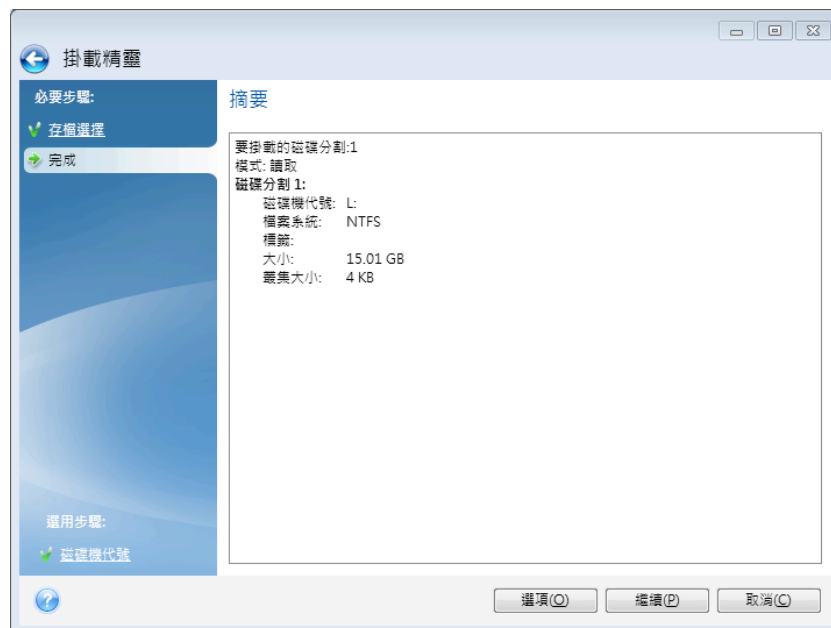 掛載精靈
必要步驟:
存檔選擇
完成
選用步驟:
磁碟機代號
摘要
要掛載的磁碟分割:1
模式: 讀取
磁碟分割 1:
磁碟機代號: L:
檔案系統: NTFS
標籤:
大小: 15.01 GB
叢集大小: 4 KB
選項(O)
繼續(P)
取消(C)